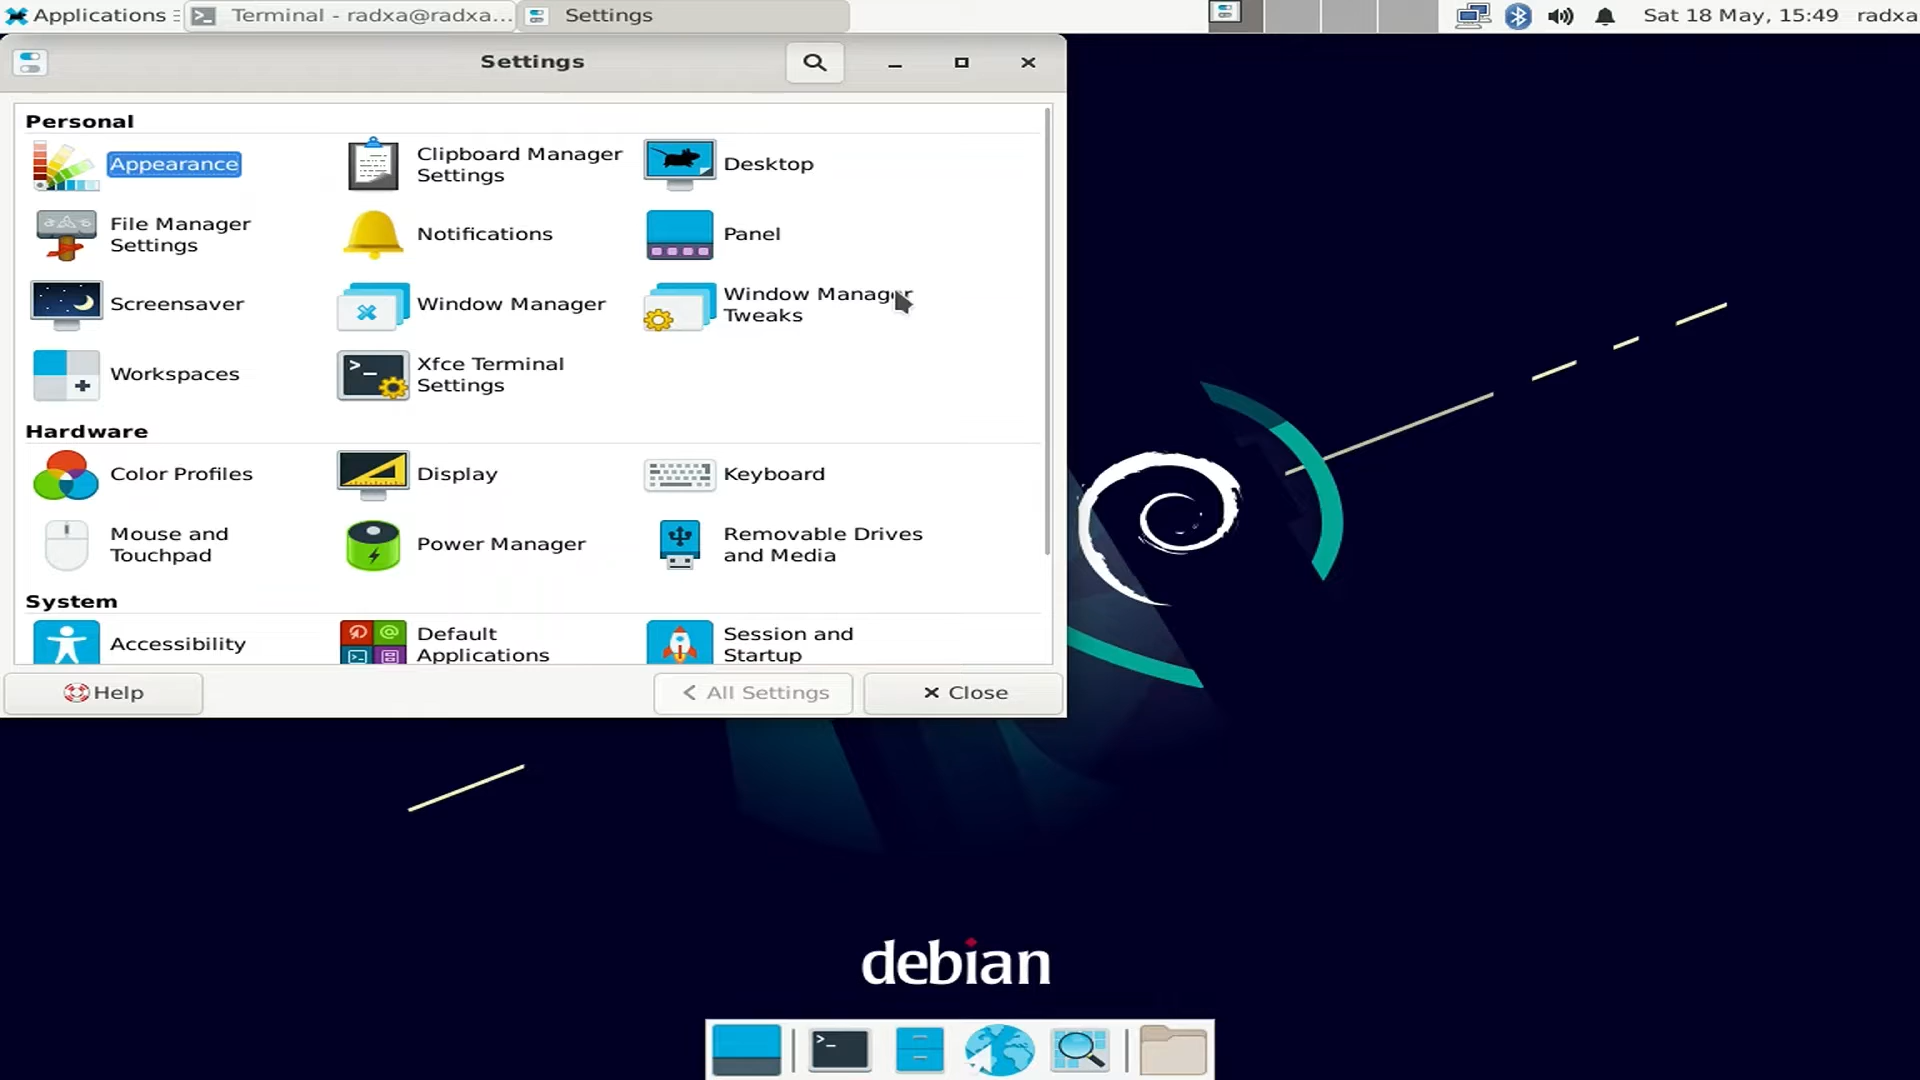 Applications
Terminal - radxa@radxa...
Settings
Sat 18 May, 15:49
radxa
Settings
Personal
Appearance
Clipboard Manager
Settings
Desktop
File Manager
Settings
Notifications
Panel
Screensaver
Window Manager
Window Manager
Tweaks
Workspaces
Xfce Terminal
Settings
Hardware
Color Profiles
Display
Keyboard
Mouse and
Touchpad
Power Manager
Removable Drives
and Media
System
Accessibility
Default
Applications
Session and
Startup
Help
All Settings
Close
debian